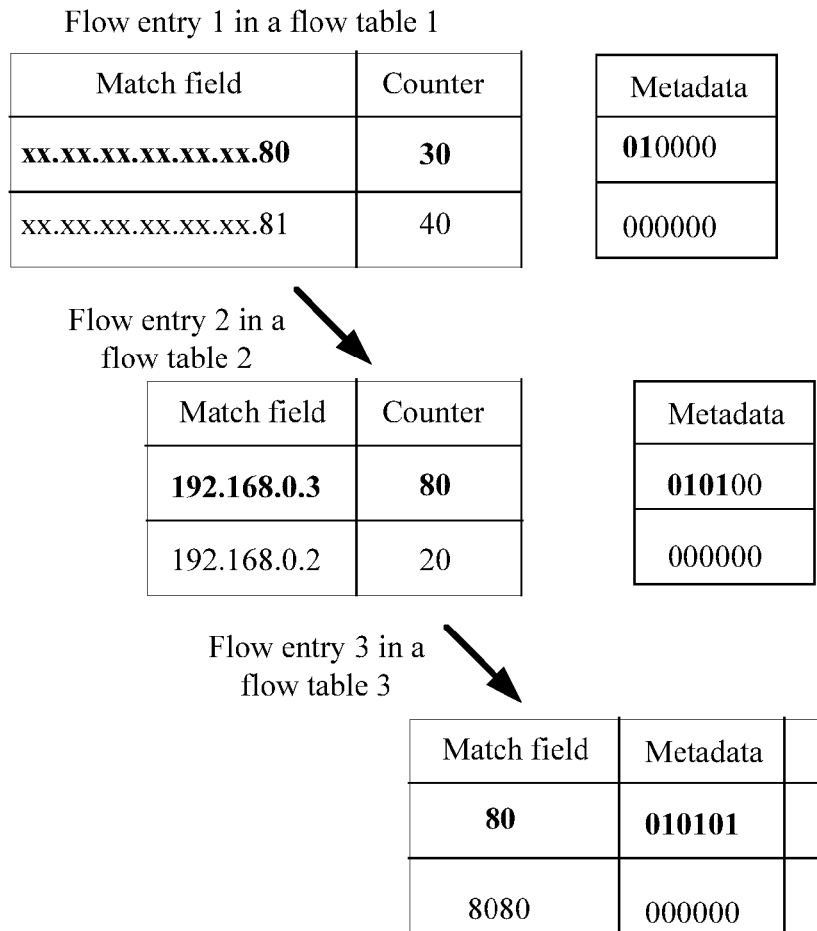 Flow entry 1 in a flow table 1
Match field Counter Metadata
xx.xx.xx.xx.xx.xx.80 30 010000
xx.xx.xx.xx.xx.xx.81 40 000000
Flow entry 2 in a
flow table 2
Match field Counter Metadata
192.168.0.3 80 010100
192.168.0.2 20 000000
Flow entry 3 in a
flow table 3
Match field Metadata
80 010101
8080 000000